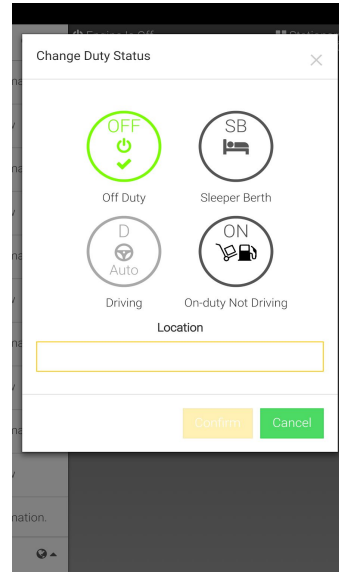 Engine Is Off
Change Duty Status
OFF
SB
Off Duty
Sleeper Berth
D
Auto
ON
Driving
On-duty Not Driving
Location
Confirm
Cancel
mation.